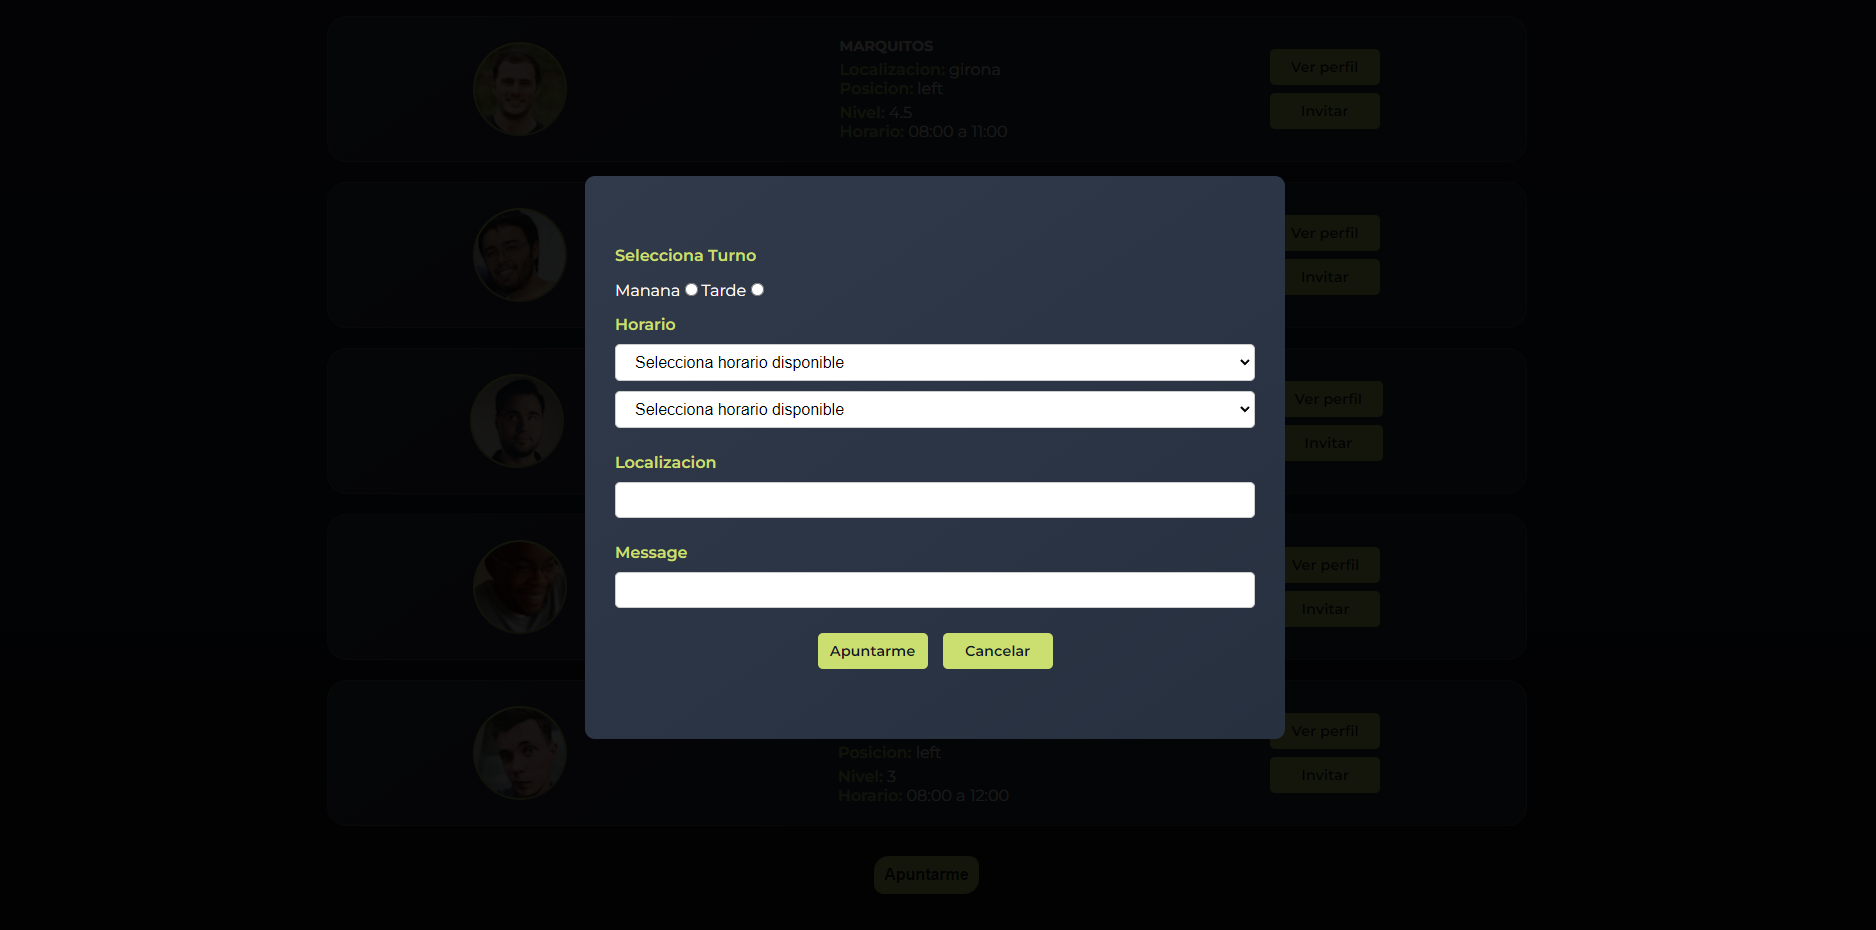 MARQUITOS
Localizacion: girona
Posicion: left
Nivel: 4.5
Horario: 08:00 a 11:00
Ver perfil
Invitar
Ver perfil
Invitar
Ver perfil
Invitar
Ver perfil
Invitar
Selecciona Turno
Manana Tarde
Horario
Selecciona horario disponible
Selecciona horario disponible
Localizacion
Message
Apuntarme Cancelar
Posicion: left
Nivel: 3
Horario: 08:00 a 12:00
Ver perfil
Invitar
Apuntarme